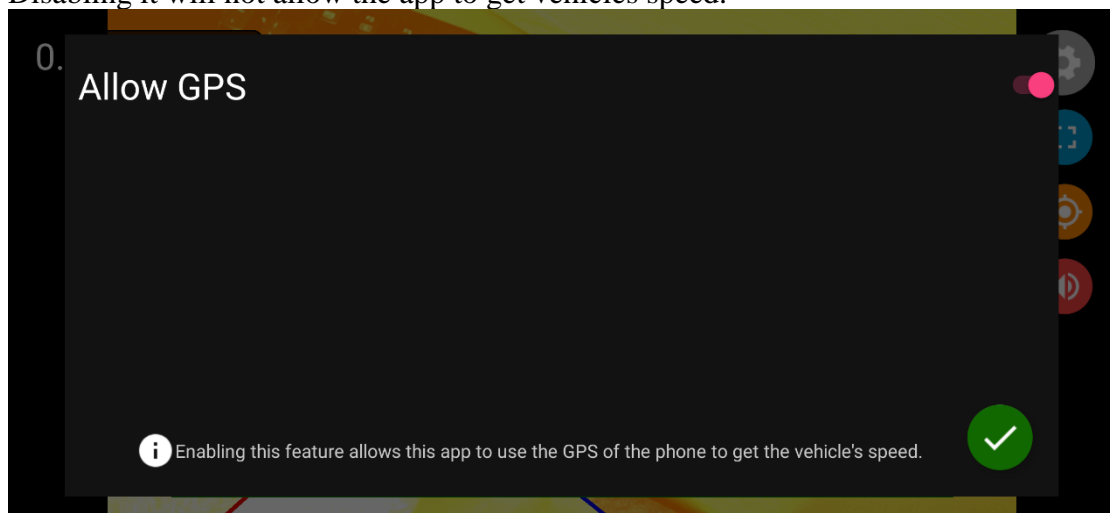 Disabling it will not allow the app to get vehicles speed.
0.
Allow GPS
Enabling this feature allows this app to use the GPS of the phone to get the vehicle's speed.